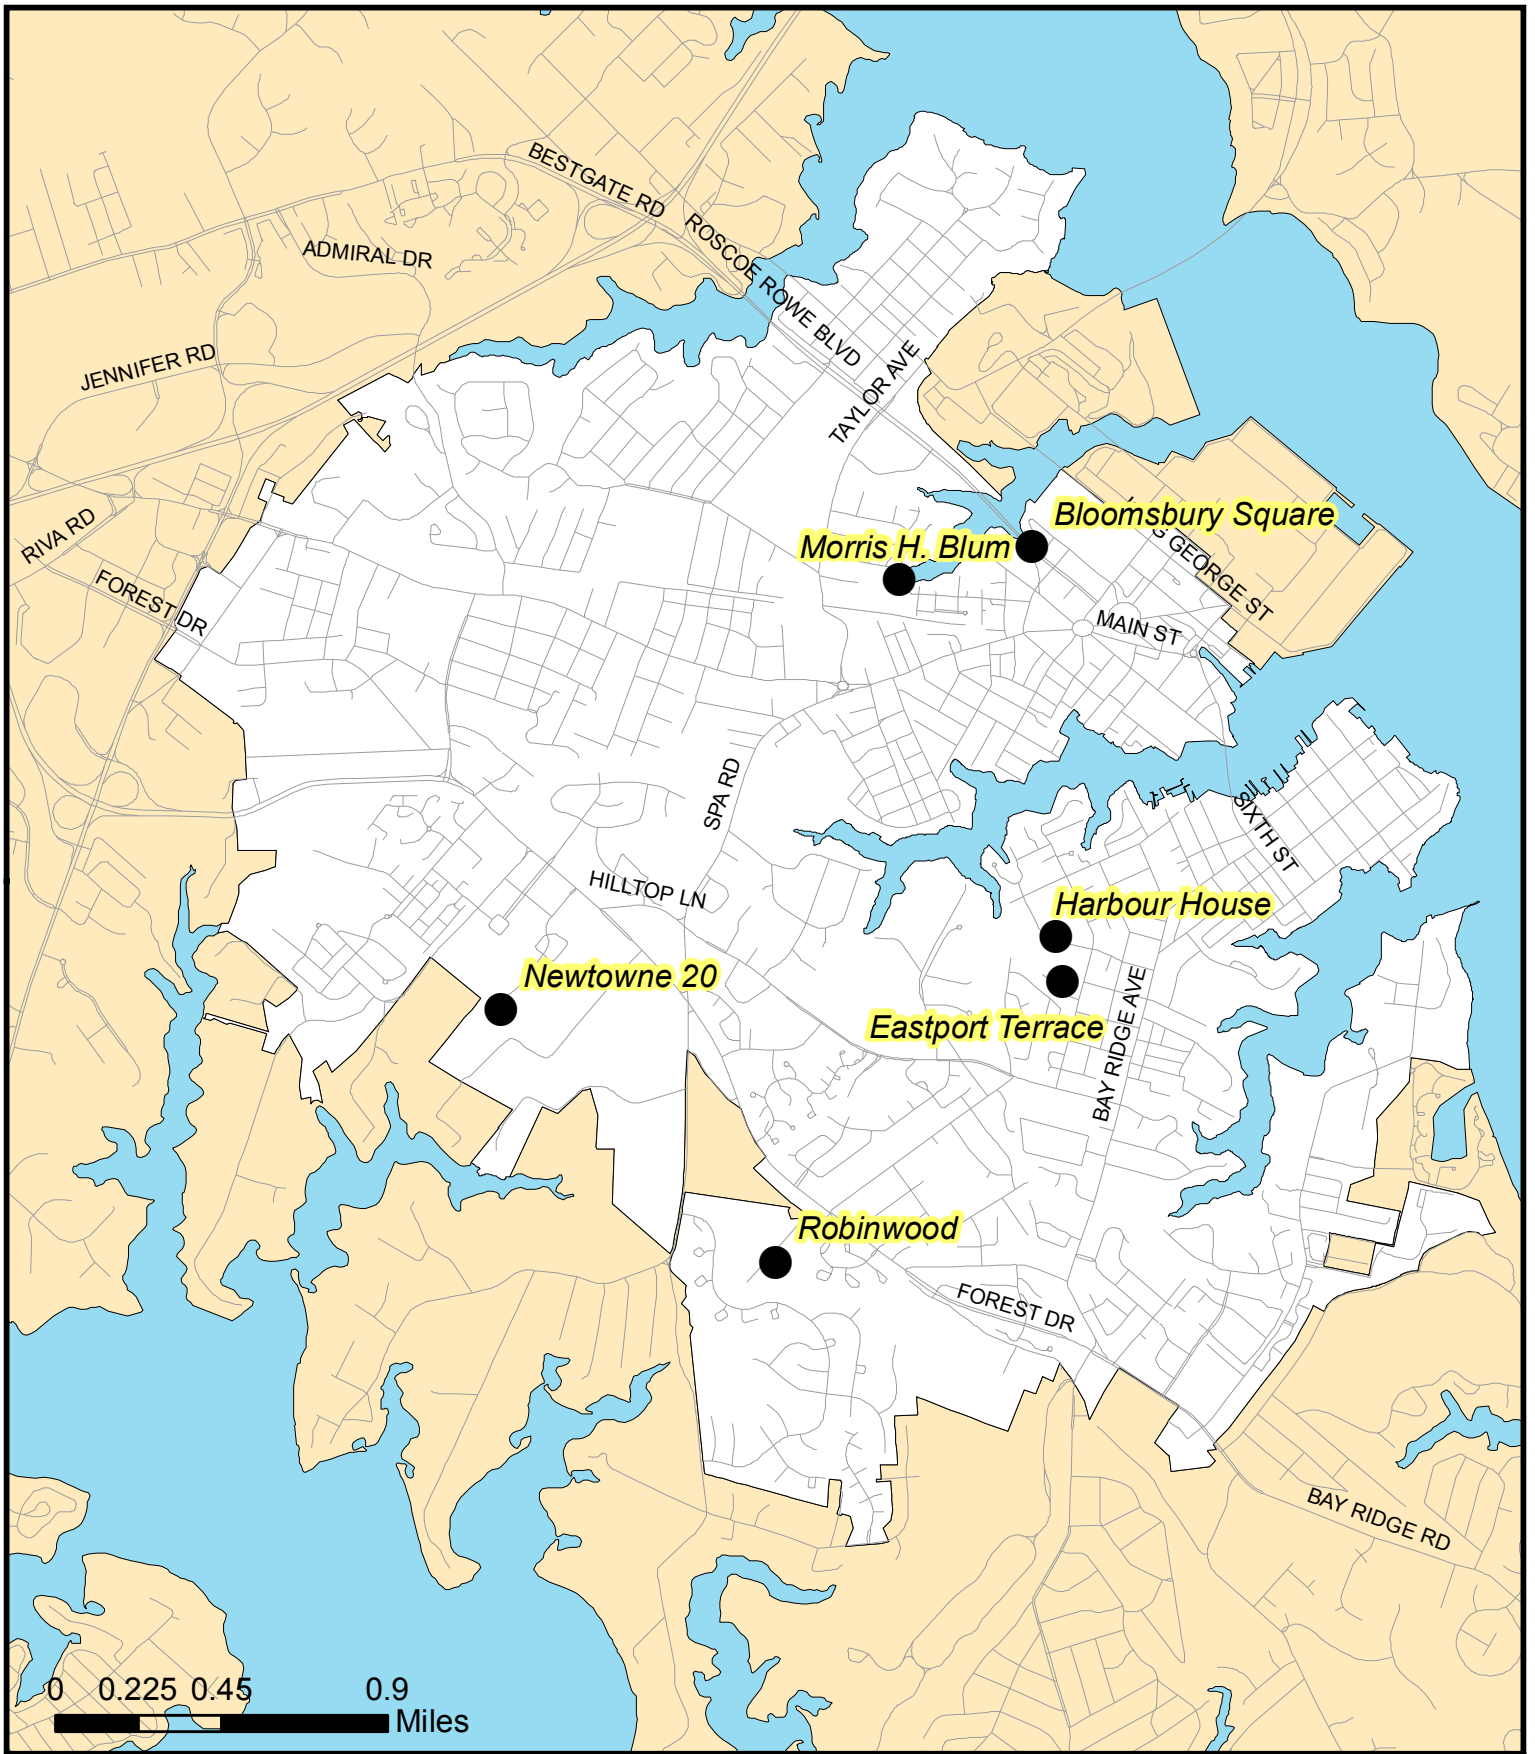 BESTGATE RD
ROSCOE ROWE BLVD
ADMIRAL DR
JENNIFER RD
TAYLOR AVE
RIVA RD
FOREST DR
Bloomsbury Square
Morris H. Blum
G GEORGE ST
MAIN ST
SPA RD
SIXTH ST
HILLTOP LN
Harbour House
Newtowne 20
Eastport Terrace
BAY RIDGE AVE
Robinwood
FOREST DR
BAY RIDGE RD
0 0.225 0.45 0.9
Miles